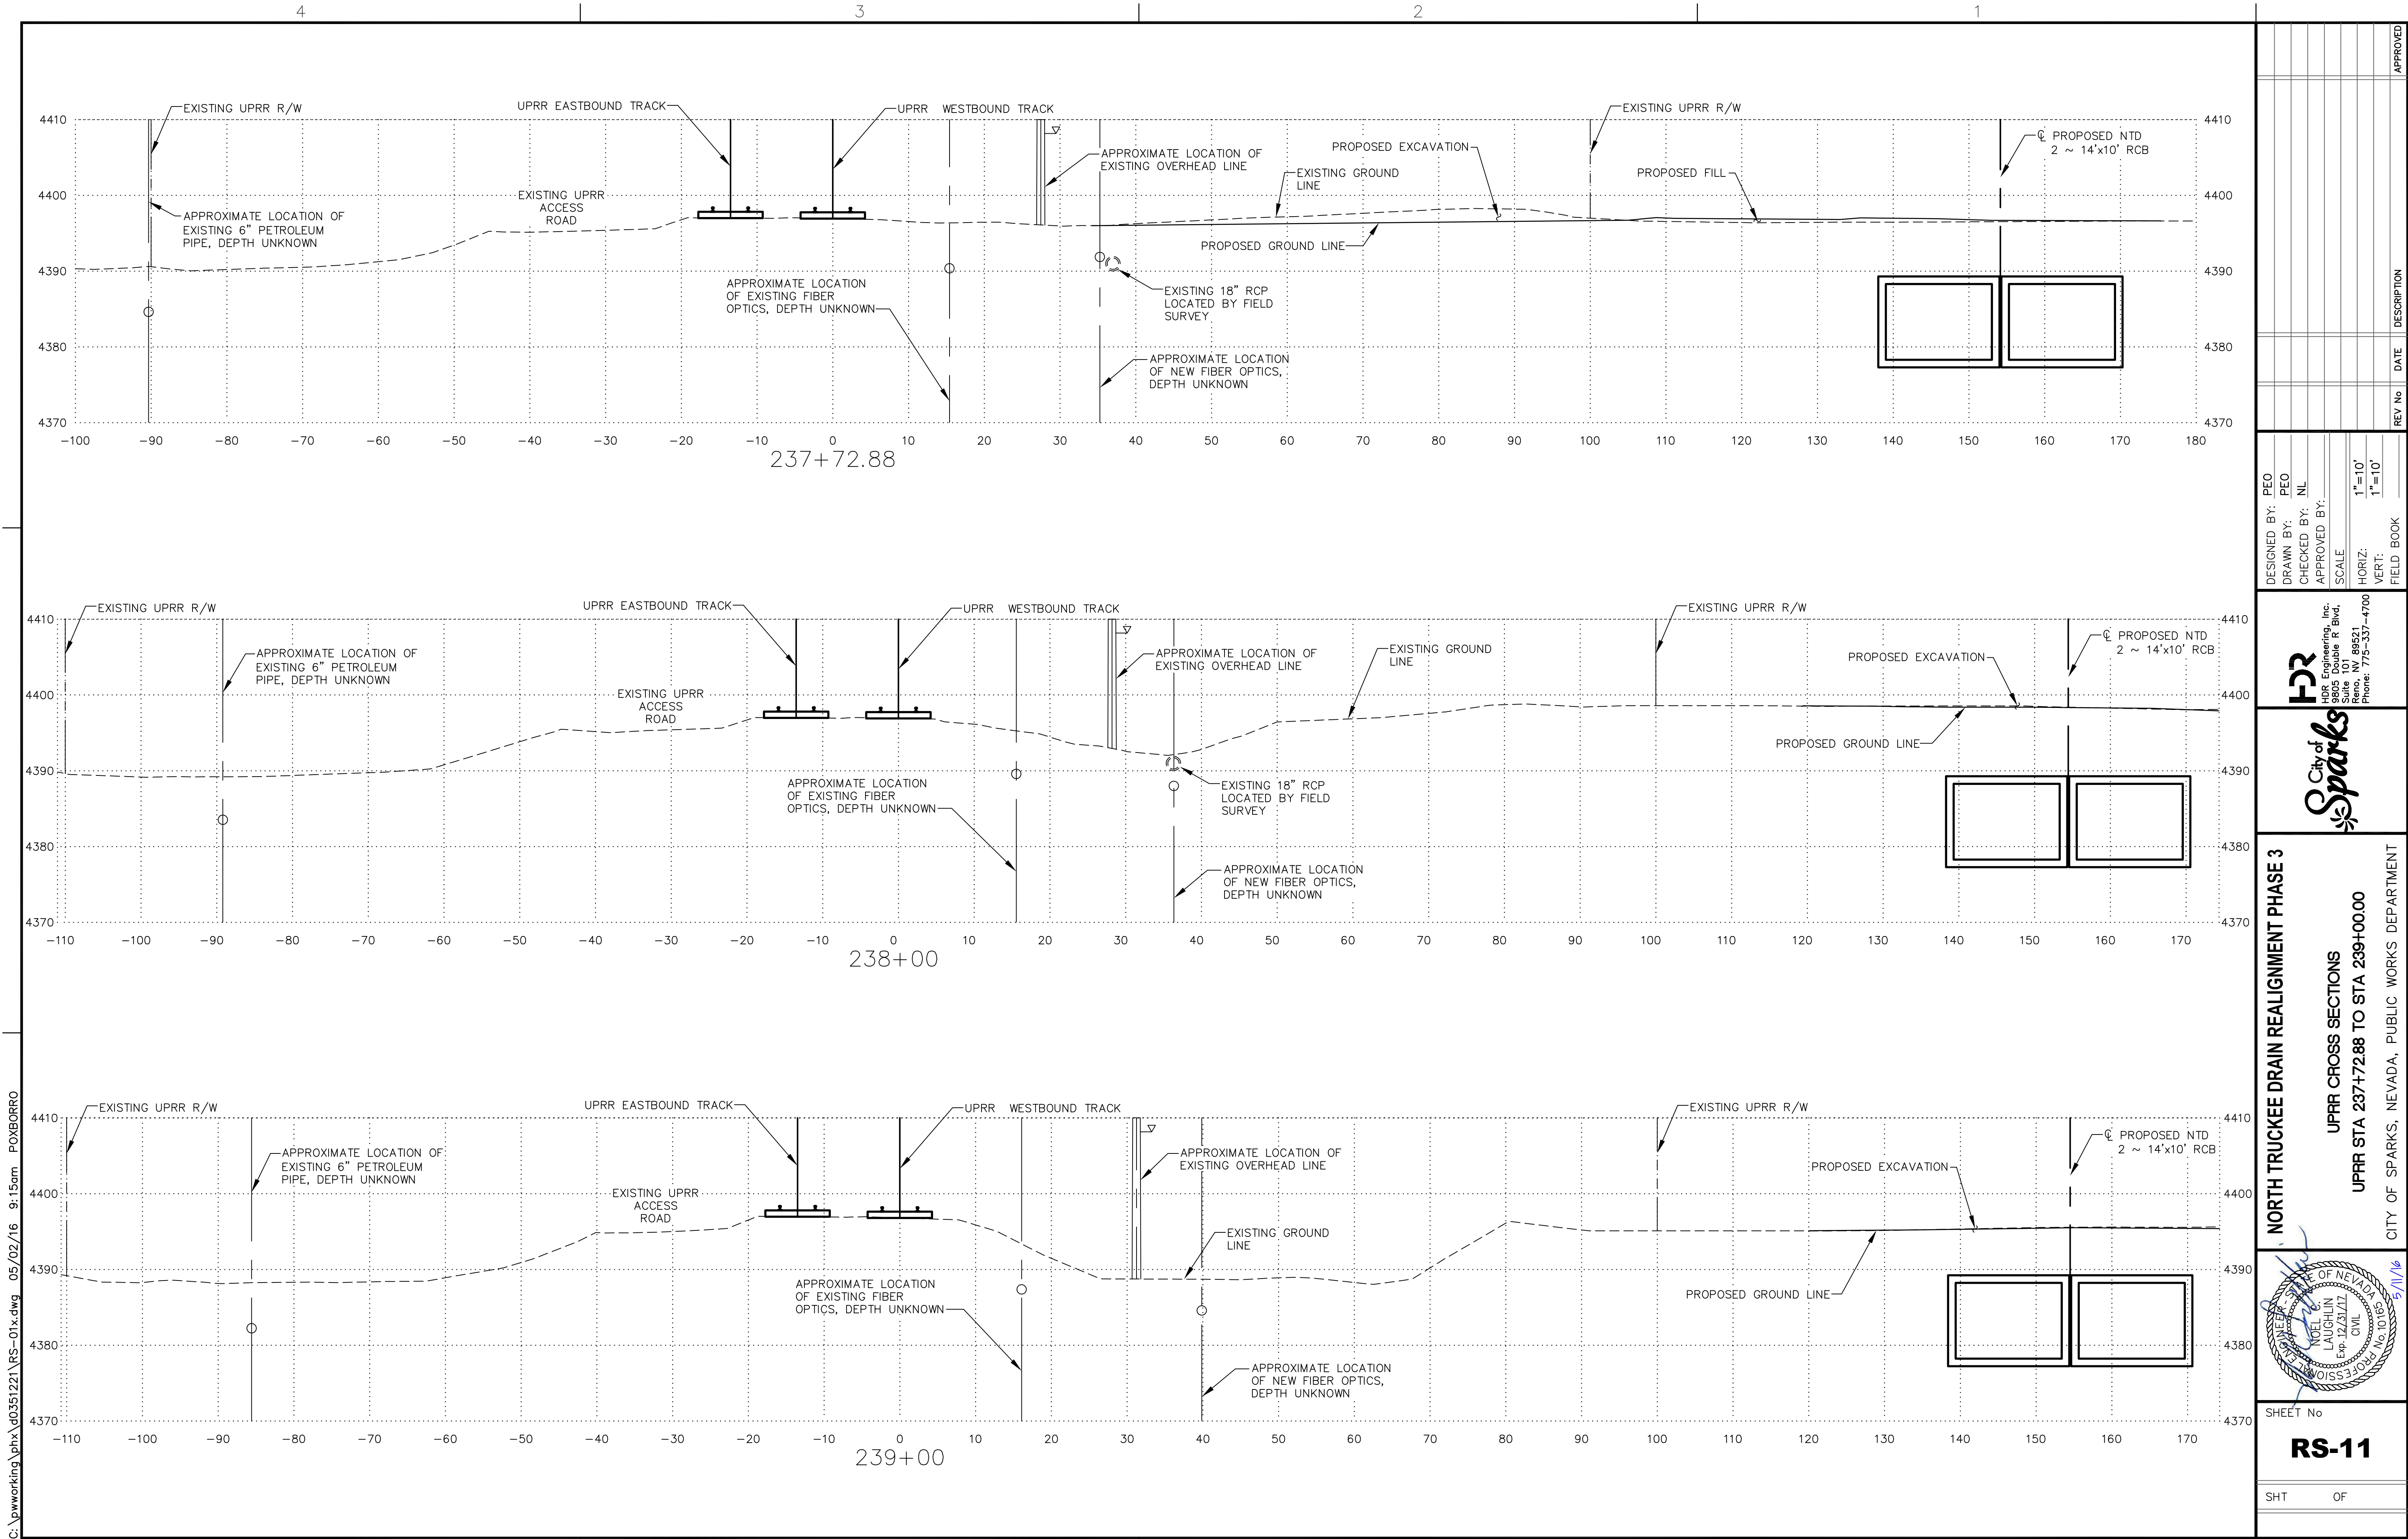 4 3 2 1
EXISTING UPRR R/W
UPRR EASTBOUND TRACK
UPRR WESTBOUND TRACK
EXISTING UPRR R/W
4410
4400
4390
4380
4370
APPROXIMATE LOCATION OF
EXISTING 6" PETROLEUM
PIPE, DEPTH UNKNOWN
EXISTING UPRR
ACCESS
ROAD
APPROXIMATE LOCATION
OF EXISTING FIBER
OPTICS, DEPTH UNKNOWN
APPROXIMATE LOCATION OF
EXISTING OVERHEAD LINE
EXISTING GROUND
LINE
PROPOSED EXCAVATION
PROPOSED GROUND LINE
EXISTING 18" RCP
LOCATED BY FIELD
SURVEY
APPROXIMATE LOCATION
OF NEW FIBER OPTICS,
DEPTH UNKNOWN
PROPOSED FILL
℄ PROPOSED NTD
2 ~ 14'x10' RCB
4410
4400
4390
4380
4370
-100 -90 -80 -70 -60 -50 -40 -30 -20 -10 0 10 20 30 40 50 60 70 80 90 100 110 120 130 140 150 160 170 180
237+72.88
EXISTING UPRR R/W
UPRR EASTBOUND TRACK
UPRR WESTBOUND TRACK
EXISTING UPRR R/W
4410
4400
4390
4380
4370
APPROXIMATE LOCATION OF
EXISTING 6" PETROLEUM
PIPE, DEPTH UNKNOWN
EXISTING UPRR
ACCESS
ROAD
APPROXIMATE LOCATION
OF EXISTING FIBER
OPTICS, DEPTH UNKNOWN
APPROXIMATE LOCATION OF
EXISTING OVERHEAD LINE
EXISTING GROUND
LINE
EXISTING 18" RCP
LOCATED BY FIELD
SURVEY
APPROXIMATE LOCATION
OF NEW FIBER OPTICS,
DEPTH UNKNOWN
PROPOSED EXCAVATION
PROPOSED GROUND LINE
℄ PROPOSED NTD
2 ~ 14'x10' RCB
4410
4400
4390
4380
4370
-110 -100 -90 -80 -70 -60 -50 -40 -30 -20 -10 0 10 20 30 40 50 60 70 80 90 100 110 120 130 140 150 160 170
238+00
EXISTING UPRR R/W
UPRR EASTBOUND TRACK
UPRR WESTBOUND TRACK
EXISTING UPRR R/W
4410
4400
4390
4380
4370
APPROXIMATE LOCATION OF
EXISTING 6" PETROLEUM
PIPE, DEPTH UNKNOWN
EXISTING UPRR
ACCESS
ROAD
APPROXIMATE LOCATION
OF EXISTING FIBER
OPTICS, DEPTH UNKNOWN
APPROXIMATE LOCATION OF
EXISTING OVERHEAD LINE
EXISTING GROUND
LINE
APPROXIMATE LOCATION
OF NEW FIBER OPTICS,
DEPTH UNKNOWN
PROPOSED EXCAVATION
PROPOSED GROUND LINE
℄ PROPOSED NTD
2 ~ 14'x10' RCB
4410
4400
4390
4380
4370
-110 -100 -90 -80 -70 -60 -50 -40 -30 -20 -10 0 10 20 30 40 50 60 70 80 90 100 110 120 130 140 150 160 170
239+00
C:\pwworking\phx\d0351221\RS-01x.dwg 05/02/16 9:15am POXBORRO
REV No DATE DESCRIPTION APPROVED
DESIGNED BY: PEO
DRAWN BY: PEO
CHECKED BY: NL
APPROVED BY:
SCALE
HORIZ: 1"=10'
VERT: 1"=10'
FIELD BOOK
HDR
HDR Engineering, Inc.
9805 Double R Blvd,
Suite 101
Reno, NV 89521
Phone: 775-337-4700
City of
Sparks
NORTH TRUCKEE DRAIN REALIGNMENT PHASE 3
UPRR CROSS SECTIONS
UPRR STA 237+72.88 TO STA 239+00.00
CITY OF SPARKS, NEVADA, PUBLIC WORKS DEPARTMENT
PROFESSIONAL ENGINEER - STATE OF NEVADA
NOEL C.
LAUGHLIN
Exp. 12/31/17
CIVIL
No. 10195
5/11/16
SHEET No
RS-11
SHT OF